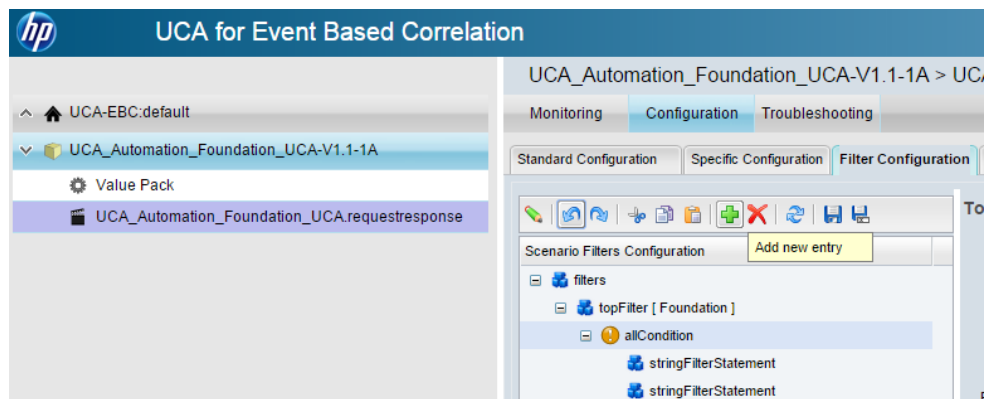 hp
UCA for Event Based Correlation
UCA_Automation_Foundation_UCA-V1.1-1A > UCA
UCA-EBC:default
UCA_Automation_Foundation_UCA-V1.1-1A
Value Pack
UCA_Automation_Foundation_UCA.requestresponse
Monitoring
Configuration
Troubleshooting
Standard Configuration
Specific Configuration
Filter Configuration
To
Add new entry
Scenario Filters Configuration
filters
topFilter [ Foundation ]
allCondition
stringFilterStatement
stringFilterStatement